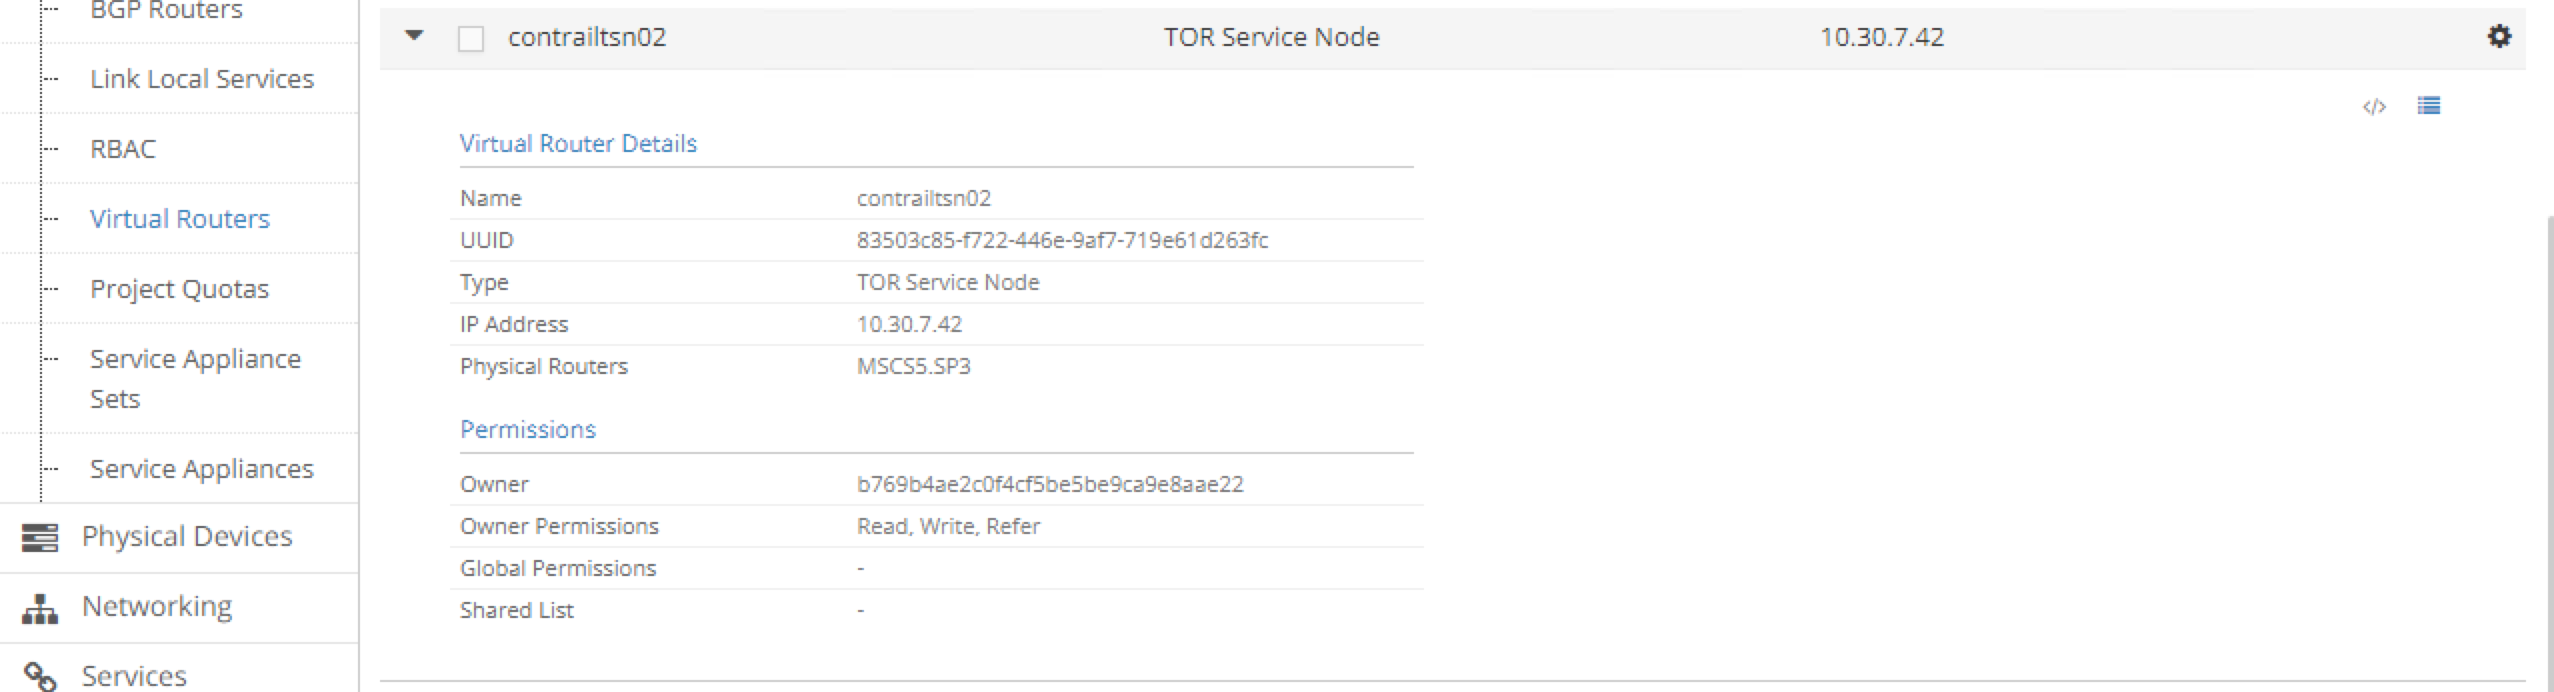 BGP Routers
Link Local Services
RBAC
Virtual Routers
Project Quotas
Service Appliance
Sets
Service Appliances
Physical Devices
Networking
Services
contrailtsn02 TOR Service Node 10.30.7.42
Virtual Router Details
Name contrailtsn02
UUID 83503c85-f722-446e-9af7-719e61d263fc
Type TOR Service Node
IP Address 10.30.7.42
Physical Routers MSCS5.SP3
Permissions
Owner b769b4ae2c0f4cf5be5be9ca9e8aae22
Owner Permissions Read, Write, Refer
Global Permissions -
Shared List -